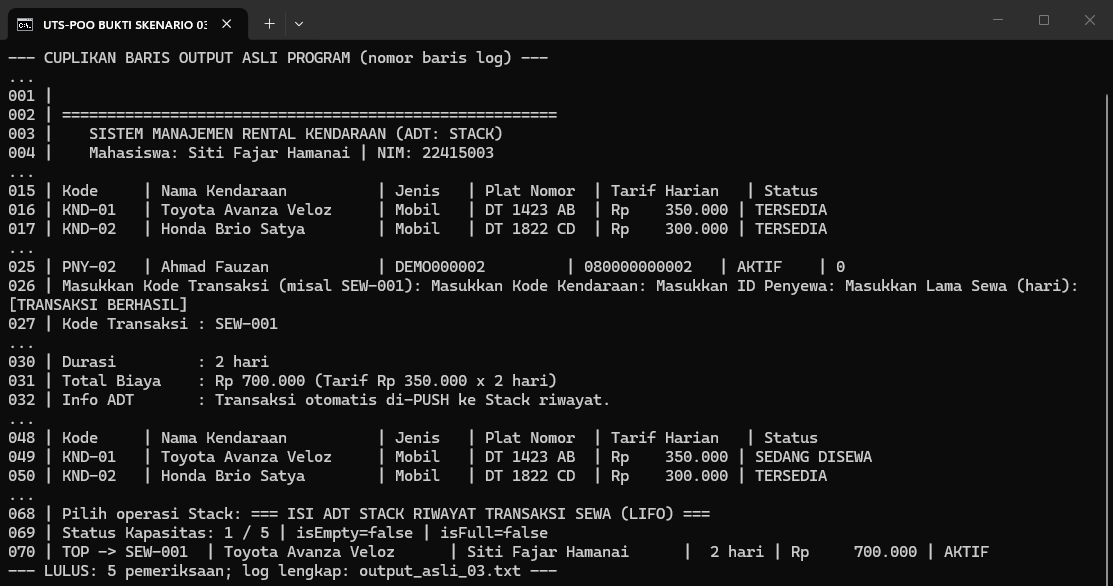 UTS-POO BUKTI SKENARIO 03
--- CUPLIKAN BARIS OUTPUT ASLI PROGRAM (nomor baris log) ---
...
001 |
002 | =======================================================
003 |    SISTEM MANAJEMEN RENTAL KENDARAAN (ADT: STACK)
004 |    Mahasiswa: Siti Fajar Hamanai | NIM: 22415003
...
015 | Kode     | Nama Kendaraan          | Jenis   | Plat Nomor  | Tarif Harian   | Status
016 | KND-01   | Toyota Avanza Veloz     | Mobil   | DT 1423 AB  | Rp    350.000 | TERSEDIA
017 | KND-02   | Honda Brio Satya        | Mobil   | DT 1822 CD  | Rp    300.000 | TERSEDIA
...
025 | PNY-02   | Ahmad Fauzan            | DEMO000002         | 080000000002   | AKTIF    | 0
026 | Masukkan Kode Transaksi (misal SEW-001): Masukkan Kode Kendaraan: Masukkan ID Penyewa: Masukkan Lama Sewa (hari):
[TRANSAKSI BERHASIL]
027 | Kode Transaksi : SEW-001
...
030 | Durasi         : 2 hari
031 | Total Biaya    : Rp 700.000 (Tarif Rp 350.000 x 2 hari)
032 | Info ADT       : Transaksi otomatis di-PUSH ke Stack riwayat.
...
048 | Kode     | Nama Kendaraan          | Jenis   | Plat Nomor  | Tarif Harian   | Status
049 | KND-01   | Toyota Avanza Veloz     | Mobil   | DT 1423 AB  | Rp    350.000 | SEDANG DISEWA
050 | KND-02   | Honda Brio Satya        | Mobil   | DT 1822 CD  | Rp    300.000 | TERSEDIA
...
068 | Pilih operasi Stack: === ISI ADT STACK RIWAYAT TRANSAKSI SEWA (LIFO) ===
069 | Status Kapasitas: 1 / 5 | isEmpty=false | isFull=false
070 | TOP -> SEW-001  | Toyota Avanza Veloz      | Siti Fajar Hamanai      |  2 hari | Rp     700.000 | AKTIF
--- LULUS: 5 pemeriksaan; log lengkap: output_asli_03.txt ---